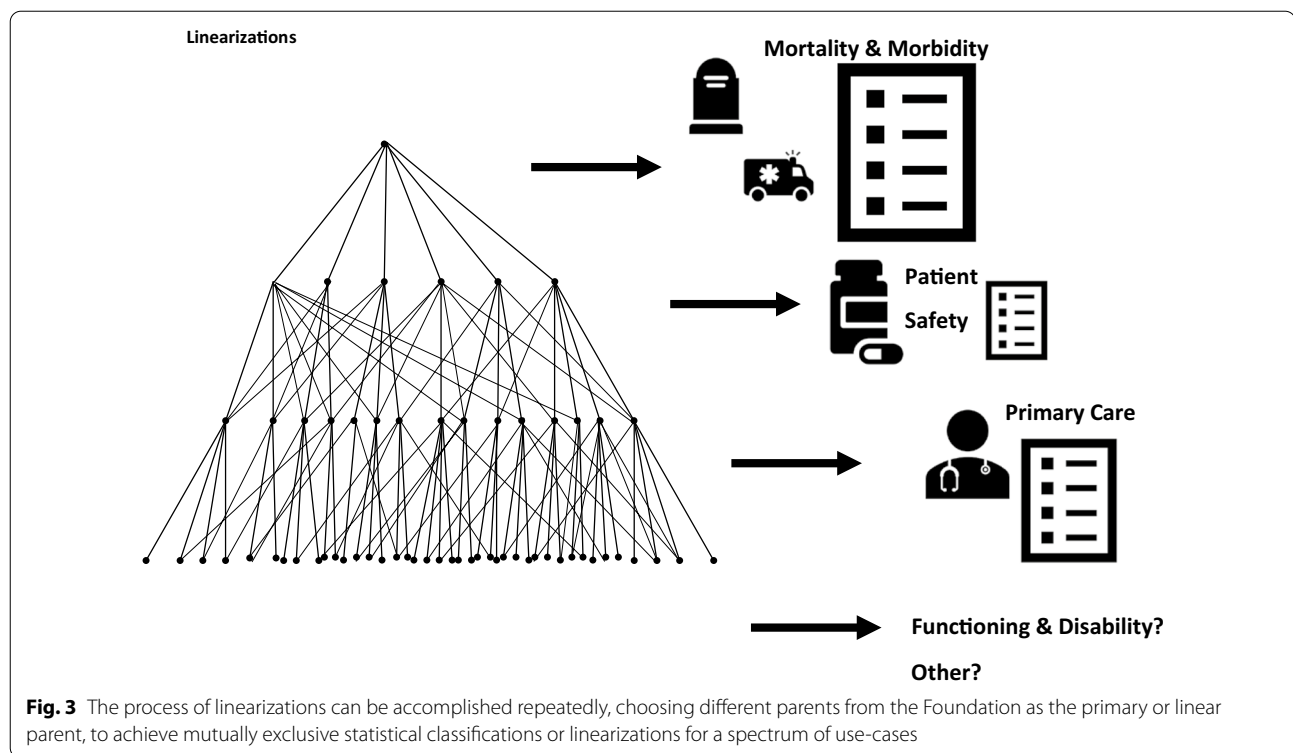 Linearizations
Mortality & Morbidity
Patient
Safety
Primary Care
Functioning & Disability?
Other?
Fig. 3 The process of linearizations can be accomplished repeatedly, choosing different parents from the Foundation as the primary or linear
parent, to achieve mutually exclusive statistical classifications or linearizations for a spectrum of use-cases